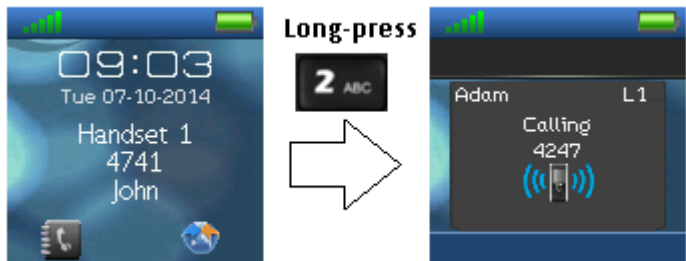 09:03
Tue 07-10-2014
Handset 1
4741
John
Long-press
2 ABC
Adam L1
Calling
4247